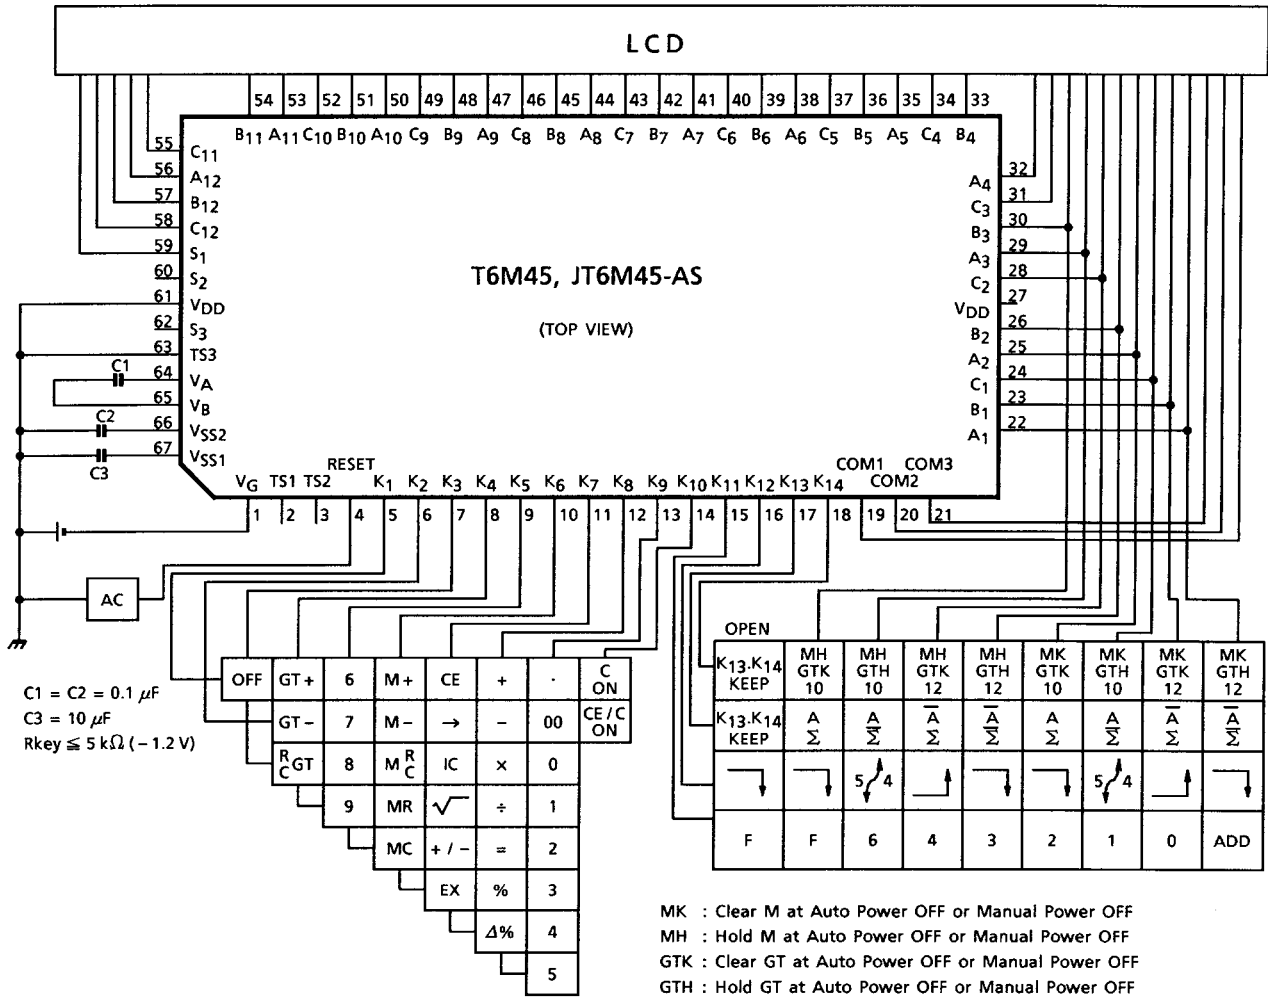 LCD
54 53 52 51 50 49 48 47 46 45 44 43 42 41 40 39 38 37 36 35 34 33
B11 A11 C10 B10 A10 C9 B9 A9 C8 B8 A8 C7 B7 A7 C6 B6 A6 C5 B5 A5 C4 B4
55 C11
56 A12
57 B12
58 C12
59 S1
60 S2
61 VDD
62 S3
63 TS3
C1 64 VA
65 VB
C2 66 VSS2
C3 67 VSS1
A4 32
C3 31
B3 30
A3 29
C2 28
VDD 27
B2 26
A2 25
C1 24
B1 23
A1 22
T6M45, JT6M45-AS
(TOP VIEW)
VG TS1 TS2 RESET K1 K2 K3 K4 K5 K6 K7 K8 K9 K10 K11 K12 K13 K14 COM1 COM2 COM3
1 2 3 4 5 6 7 8 9 10 11 12 13 14 15 16 17 18 19 20 21
AC
C1 = C2 = 0.1 μF
C3 = 10 μF
Rkey ≦ 5 kΩ (−1.2 V)
OFF GT+ 6 M+ CE + · C ON
GT− 7 M− → − 00 CE/C ON
R C GT 8 M R C IC × 0
9 MR √ ÷ 1
MC +/− = 2
EX % 3
Δ% 4
5
OPEN
K13.K14 MH MH MH MH MK MK MK MK
KEEP GTK GTH GTK GTH GTK GTH GTK GTH
10 10 12 12 10 10 12 12
K13.K14 A A A̅ A̅ A A A̅ A̅
KEEP Σ Σ̅ Σ Σ̅ Σ Σ̅ Σ Σ̅
5 4 5 4
F F 6 4 3 2 1 0 ADD
MK : Clear M at Auto Power OFF or Manual Power OFF
MH : Hold M at Auto Power OFF or Manual Power OFF
GTK : Clear GT at Auto Power OFF or Manual Power OFF
GTH : Hold GT at Auto Power OFF or Manual Power OFF